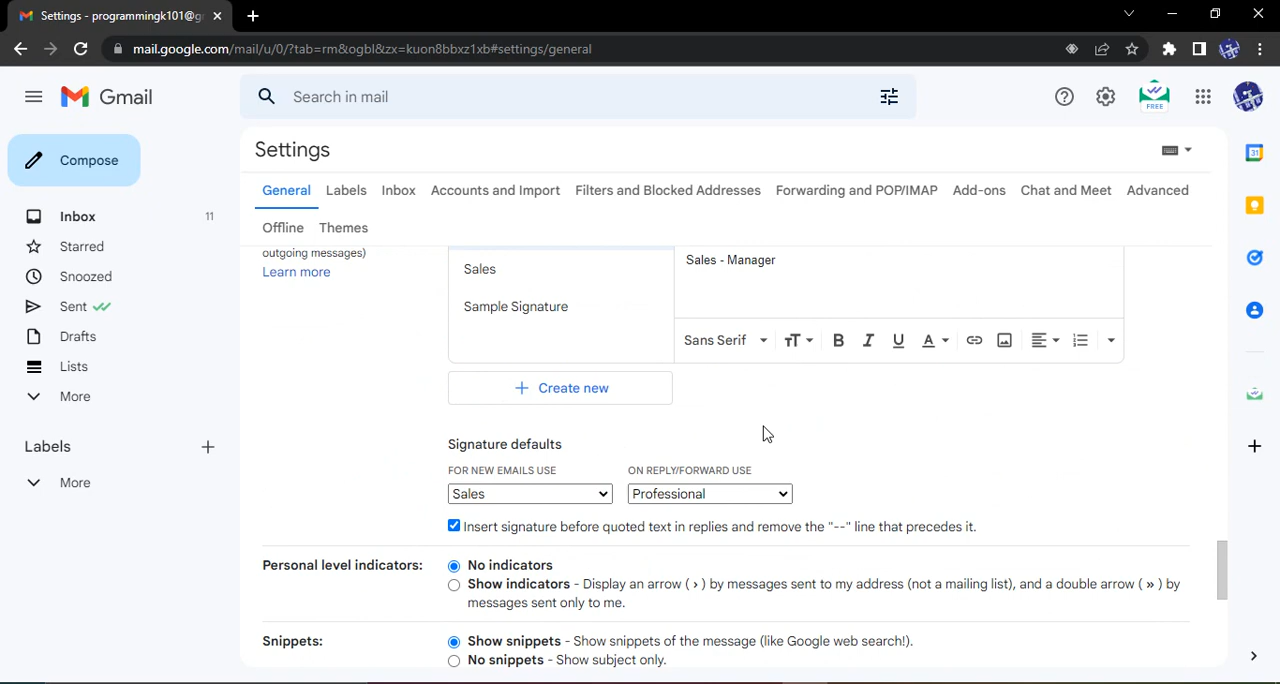 Settings - programmingk101@g
mail.google.com/mail/u/0/?tab=rm&ogbl&zx=kuon8bbxz1xb#settings/general
Gmail
Search in mail
FREE
Compose
Settings
General Labels Inbox Accounts and Import Filters and Blocked Addresses Forwarding and POP/IMAP Add-ons Chat and Meet Advanced
Offline Themes
31
Inbox 11
Starred
Snoozed
Sent
Drafts
Lists
More
Labels
More
outgoing messages)
Learn more
Sales
Sample Signature
Sales - Manager
Sans Serif
Create new
Signature defaults
FOR NEW EMAILS USE ON REPLY/FORWARD USE
Sales Professional
Insert signature before quoted text in replies and remove the "--" line that precedes it.
Personal level indicators: No indicators
Show indicators - Display an arrow ( › ) by messages sent to my address (not a mailing list), and a double arrow ( » ) by
messages sent only to me.
Snippets: Show snippets - Show snippets of the message (like Google web search!).
No snippets - Show subject only.